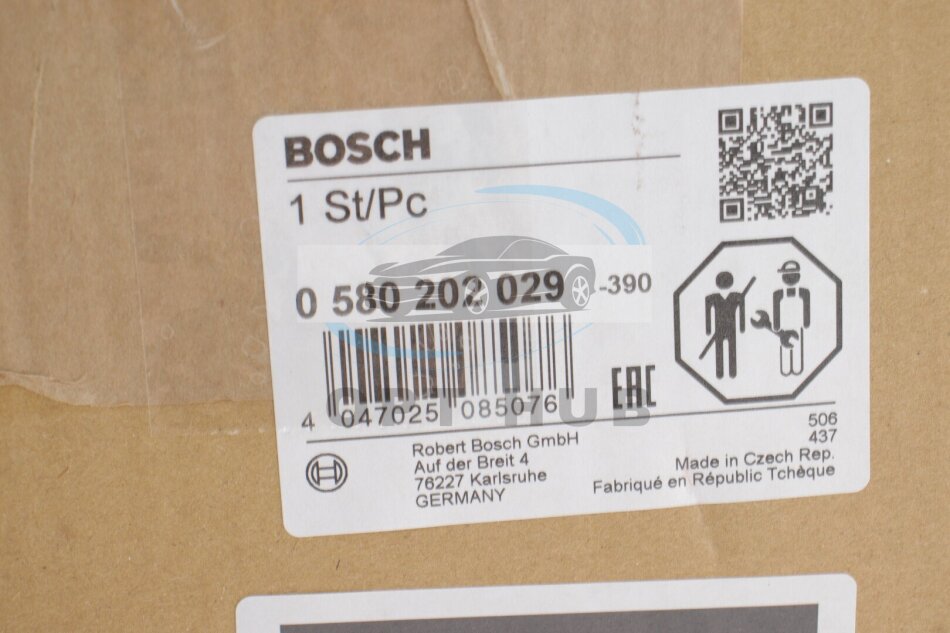 BOSCH
1 St/Pc
0 580 202 029 -390
4 047025 085076
EAC
Robert Bosch GmbH
Auf der Breit 4
76227 Karlsruhe
GERMANY
506
437
Made in Czech Rep.
Fabriqué en République Tchèque